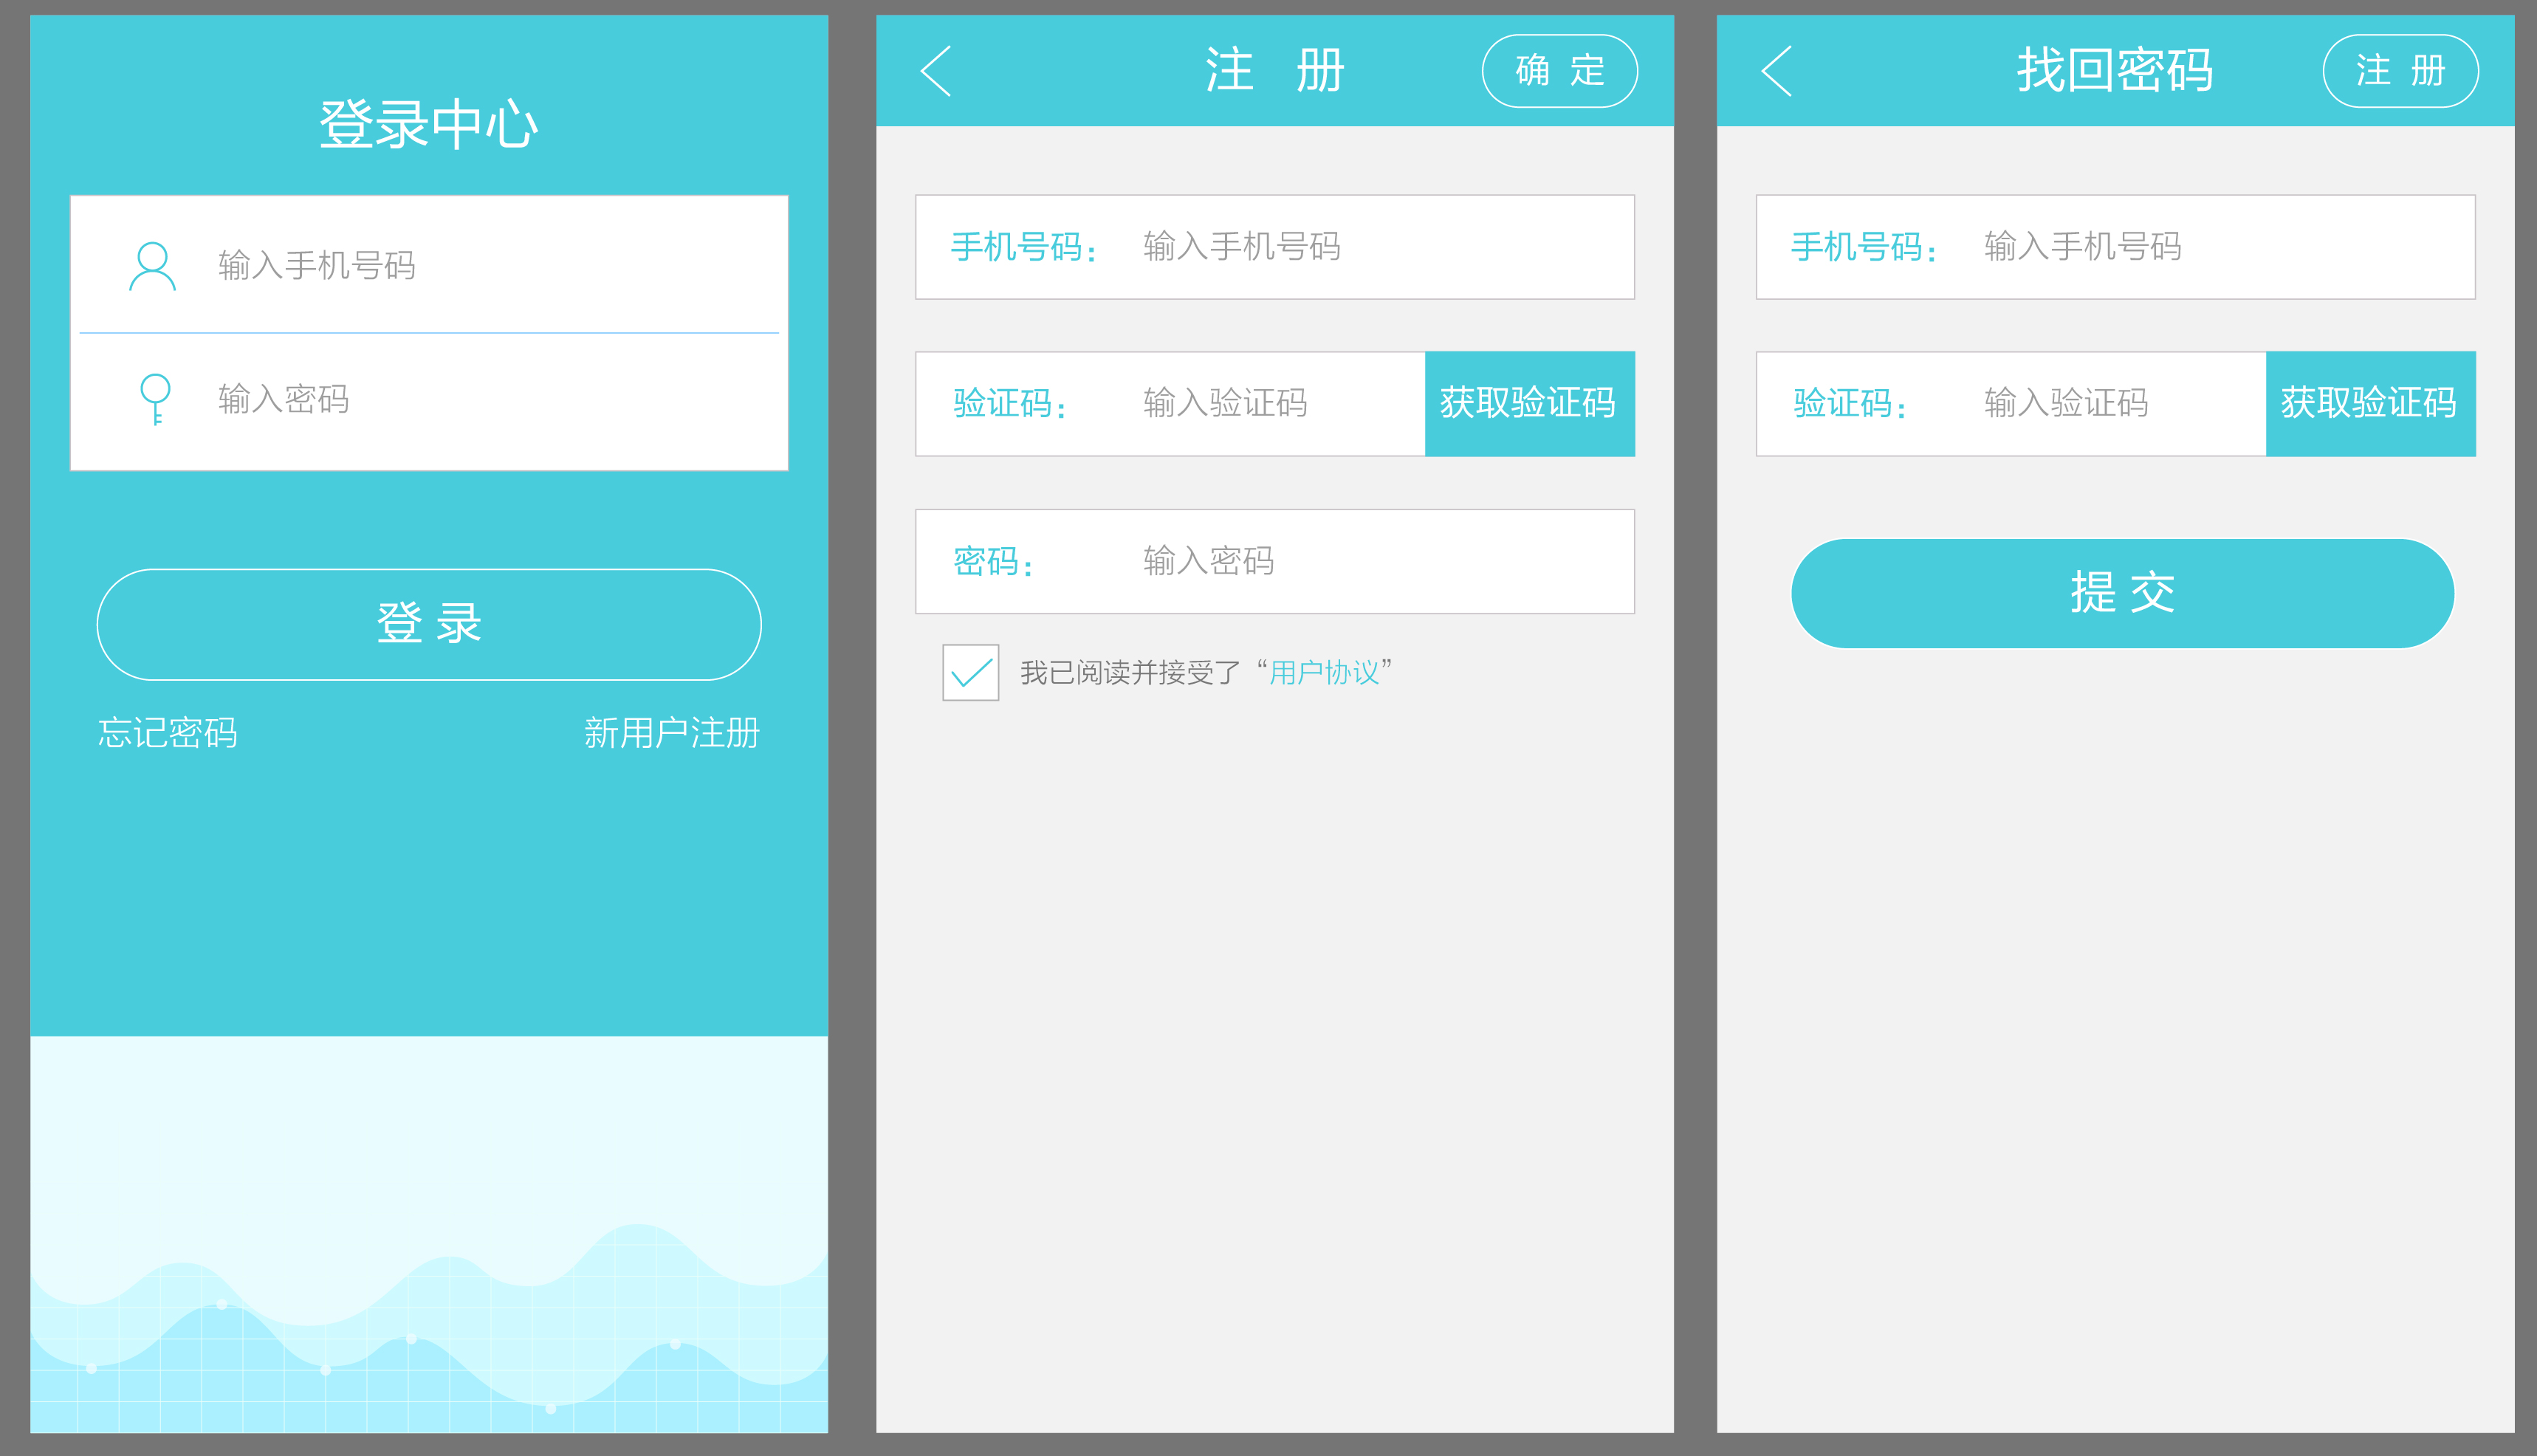 登录中心
输入手机号码
输入密码
登 录
忘记密码 新用户注册
注 册 确 定
手机号码： 输入手机号码
验证码： 输入验证码 获取验证码
密码： 输入密码
我已阅读并接受了“用户协议”
找回密码 注 册
手机号码： 输入手机号码
验证码： 输入验证码 获取验证码
提 交